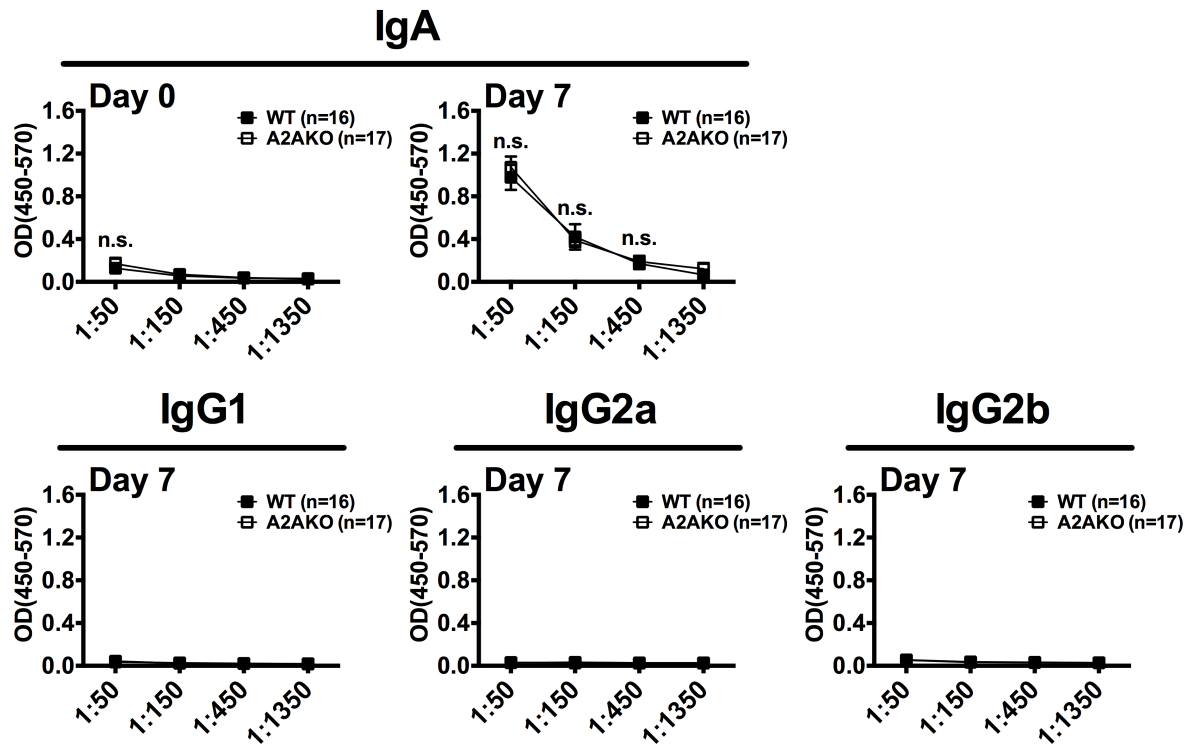 IgA
Day 0
WT (n=16)
A2AKO (n=17)
OD(450-570)
1.6
1.2
0.8
0.4
0.0
n.s.
1:50
1:150
1:450
1:1350
Day 7
WT (n=16)
A2AKO (n=17)
OD(450-570)
1.6
1.2
0.8
0.4
0.0
n.s.
n.s.
n.s.
1:50
1:150
1:450
1:1350
IgG1
Day 7
WT (n=16)
A2AKO (n=17)
OD(450-570)
1.6
1.2
0.8
0.4
0.0
1:50
1:150
1:450
1:1350
IgG2a
Day 7
WT (n=16)
A2AKO (n=17)
OD(450-570)
1.6
1.2
0.8
0.4
0.0
1:50
1:150
1:450
1:1350
IgG2b
Day 7
WT (n=16)
A2AKO (n=17)
OD(450-570)
1.6
1.2
0.8
0.4
0.0
1:50
1:150
1:450
1:1350